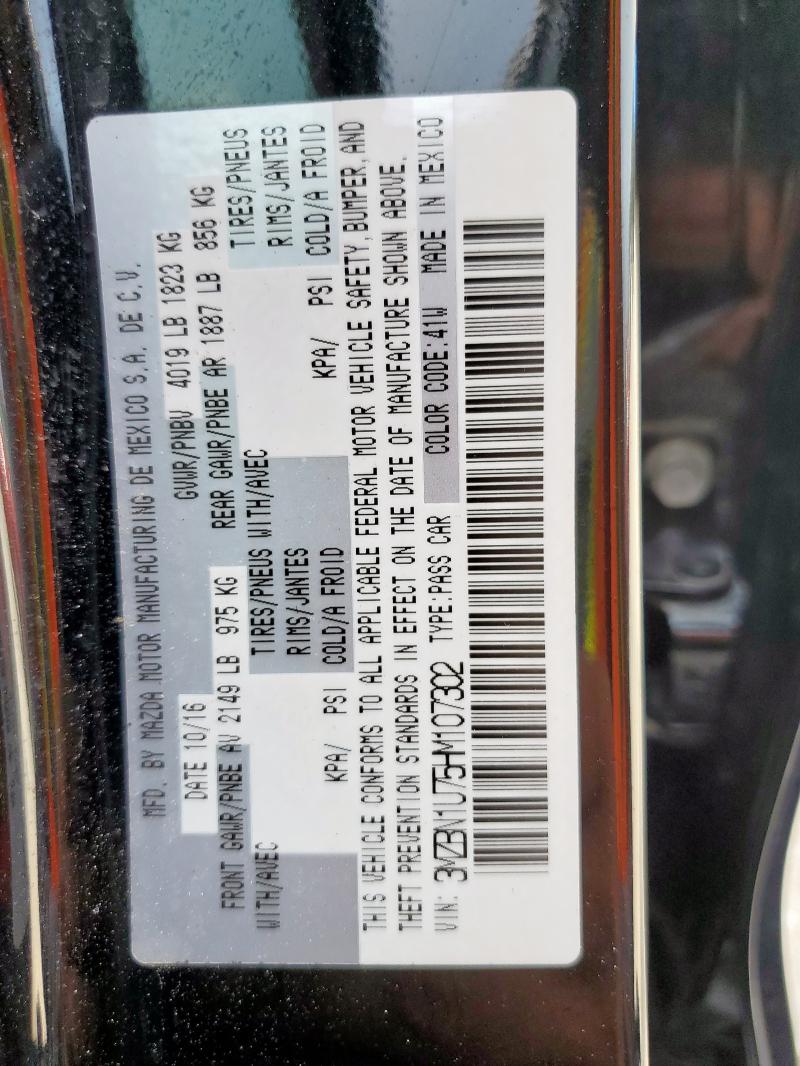 MFD. BY MAZDA MOTOR MANUFACTURING DE MEXICO S.A. DE C.V.
DATE 10/16 GVWR/PNBV 4019 LB 1823 KG
FRONT GAWR/PNBE AV 2149 LB 975 KG REAR GAWR/PNBE AR 1887 LB 856 KG
WITH/AVEC TIRES/PNEUS WITH/AVEC TIRES/PNEUS
RIMS/JANTES RIMS/JANTES
KPA/ PSI COLD/A FROID KPA/ PSI COLD/A FROID
THIS VEHICLE CONFORMS TO ALL APPLICABLE FEDERAL MOTOR VEHICLE SAFETY, BUMPER, AND
THEFT PREVENTION STANDARDS IN EFFECT ON THE DATE OF MANUFACTURE SHOWN ABOVE.
VIN: 3MZBN1U75HM107302 TYPE:PASS CAR COLOR CODE:41W MADE IN MEXICO